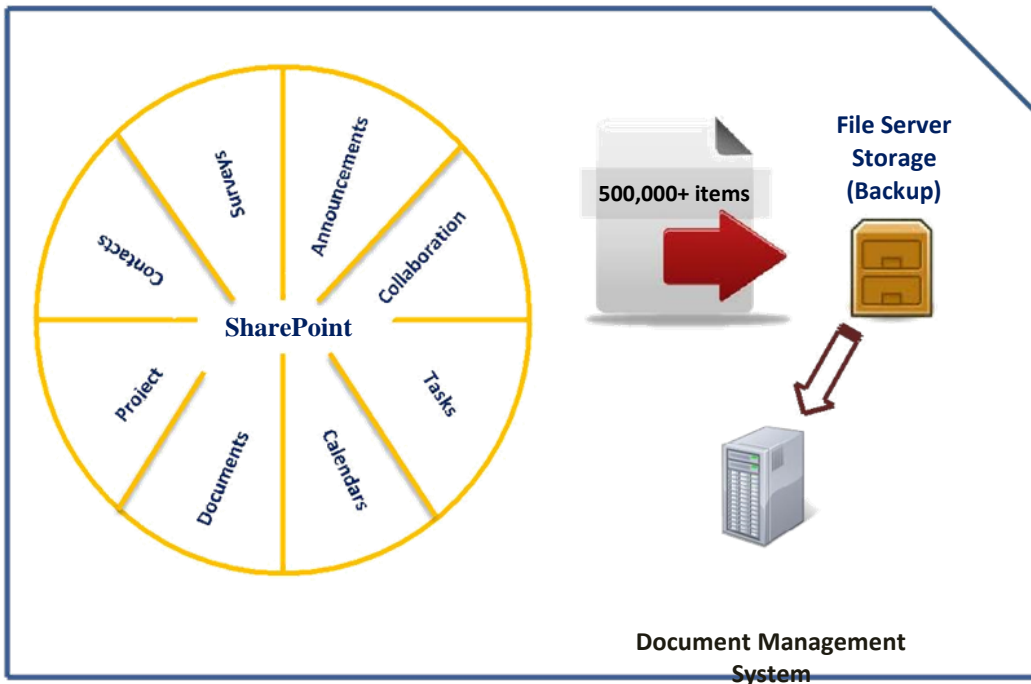 Surveys
Announcements
Contacts
Collaboration
SharePoint
Project
Tasks
Documents
Calendars
500,000+ items
File Server
Storage
(Backup)
Document Management
System